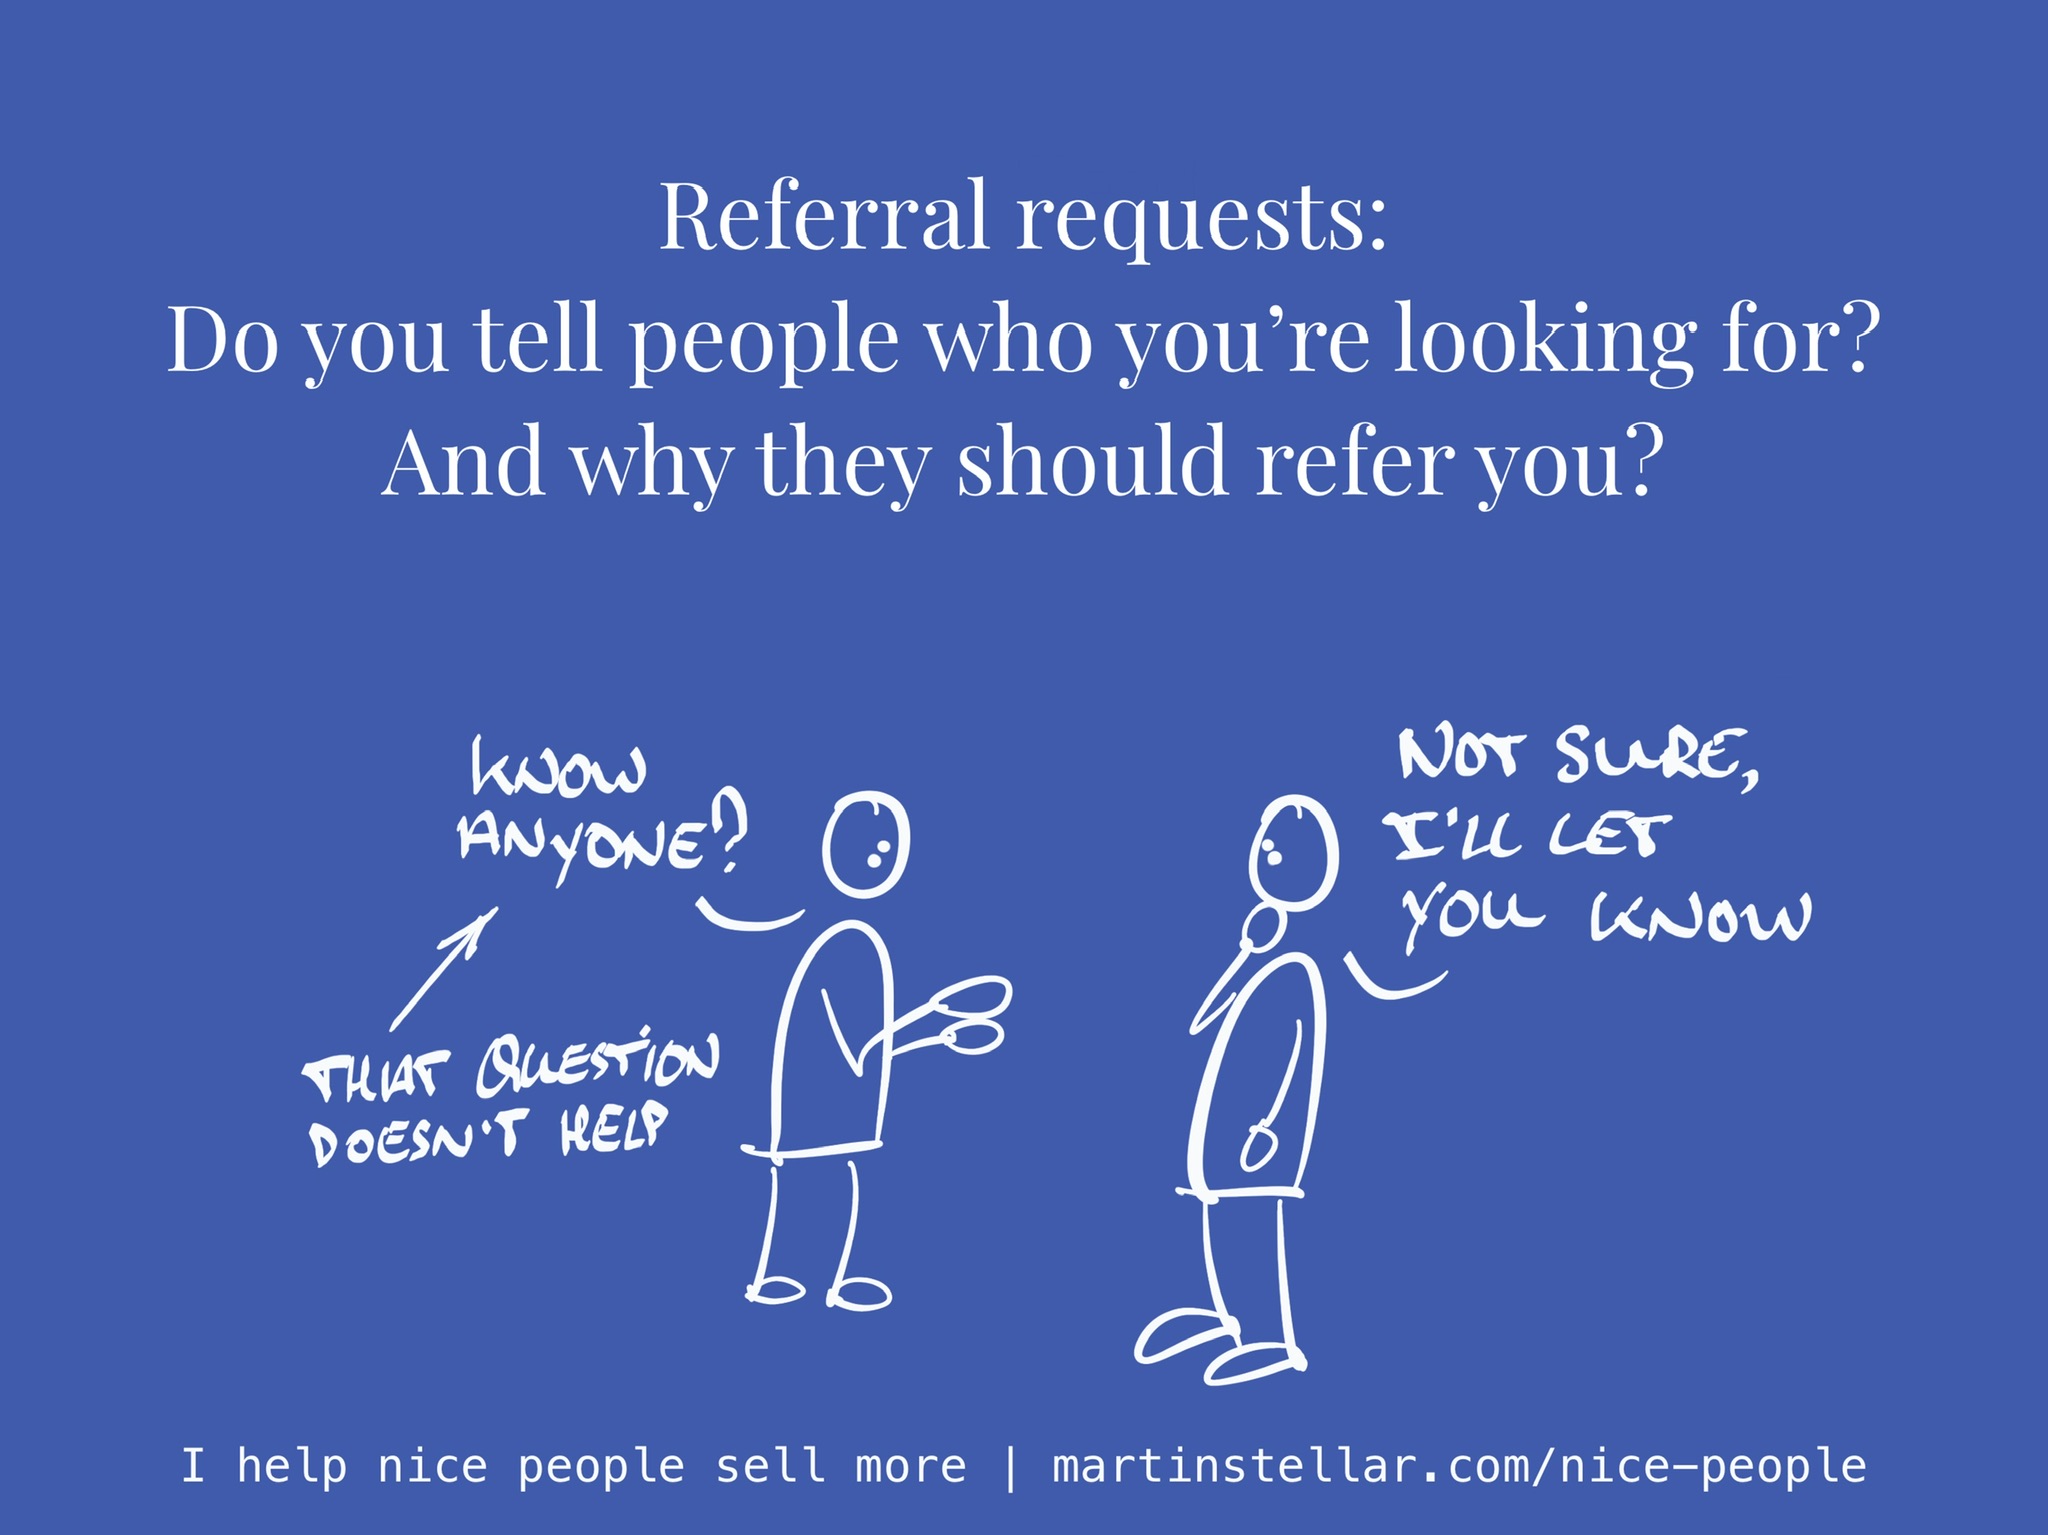 Referral requests:
Do you tell people who you’re looking for?
And why they should refer you?
KNOW
ANYONE?
THAT QUESTION
DOESN'T HELP
NOT SURE,
I'LL LET
YOU KNOW
I help nice people sell more | martinstellar.com/nice-people